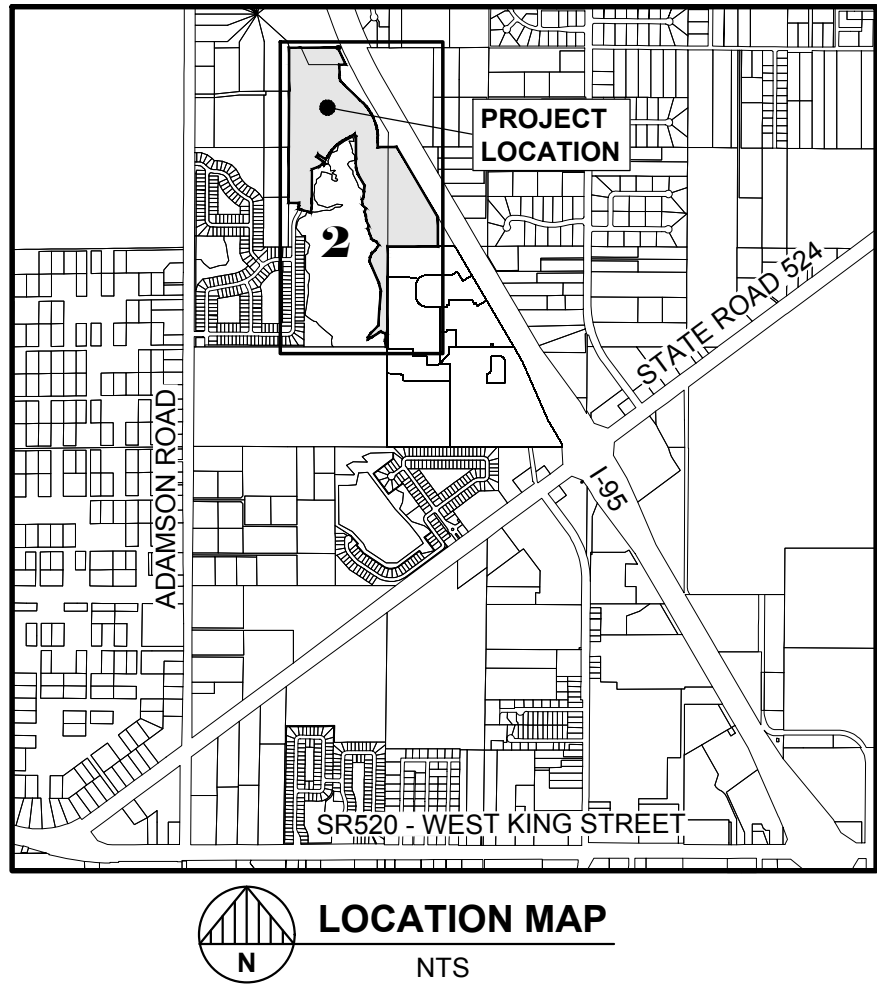 PROJECT
LOCATION
2
STATE ROAD 524
ADAMSON ROAD
I-95
SR520 - WEST KING STREET
N
LOCATION MAP
NTS